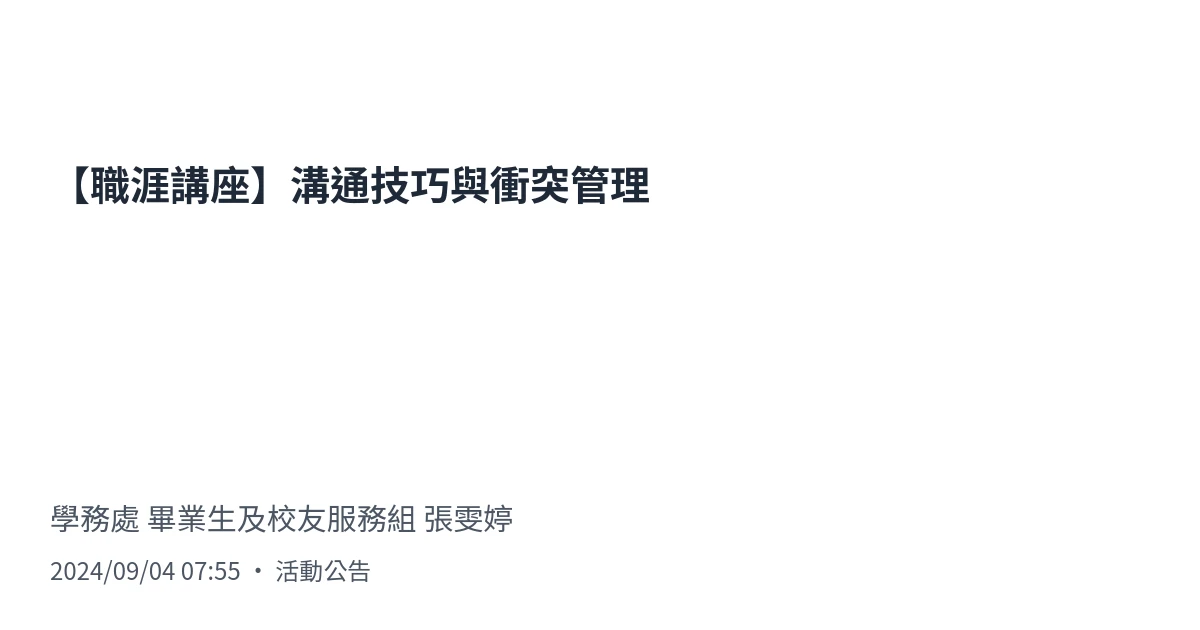 【職涯講座】溝通技巧與衝突管理
學務處 畢業生及校友服務組 張雯婷
2024/09/04 07:55 • 活動公告